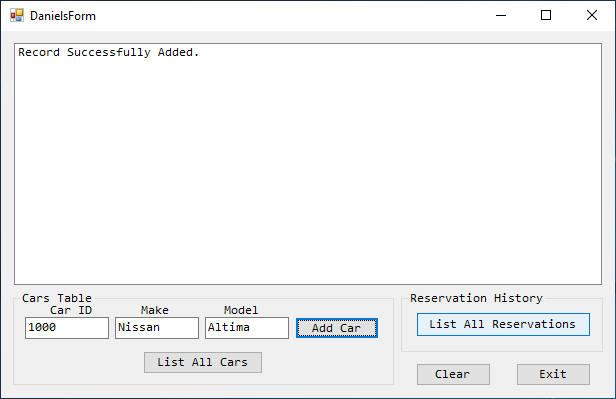 DanielsForm
Record Successfully Added.
Cars Table
Car ID Make Model
1000 Nissan Altima Add Car
List All Cars
Reservation History
List All Reservations
Clear Exit